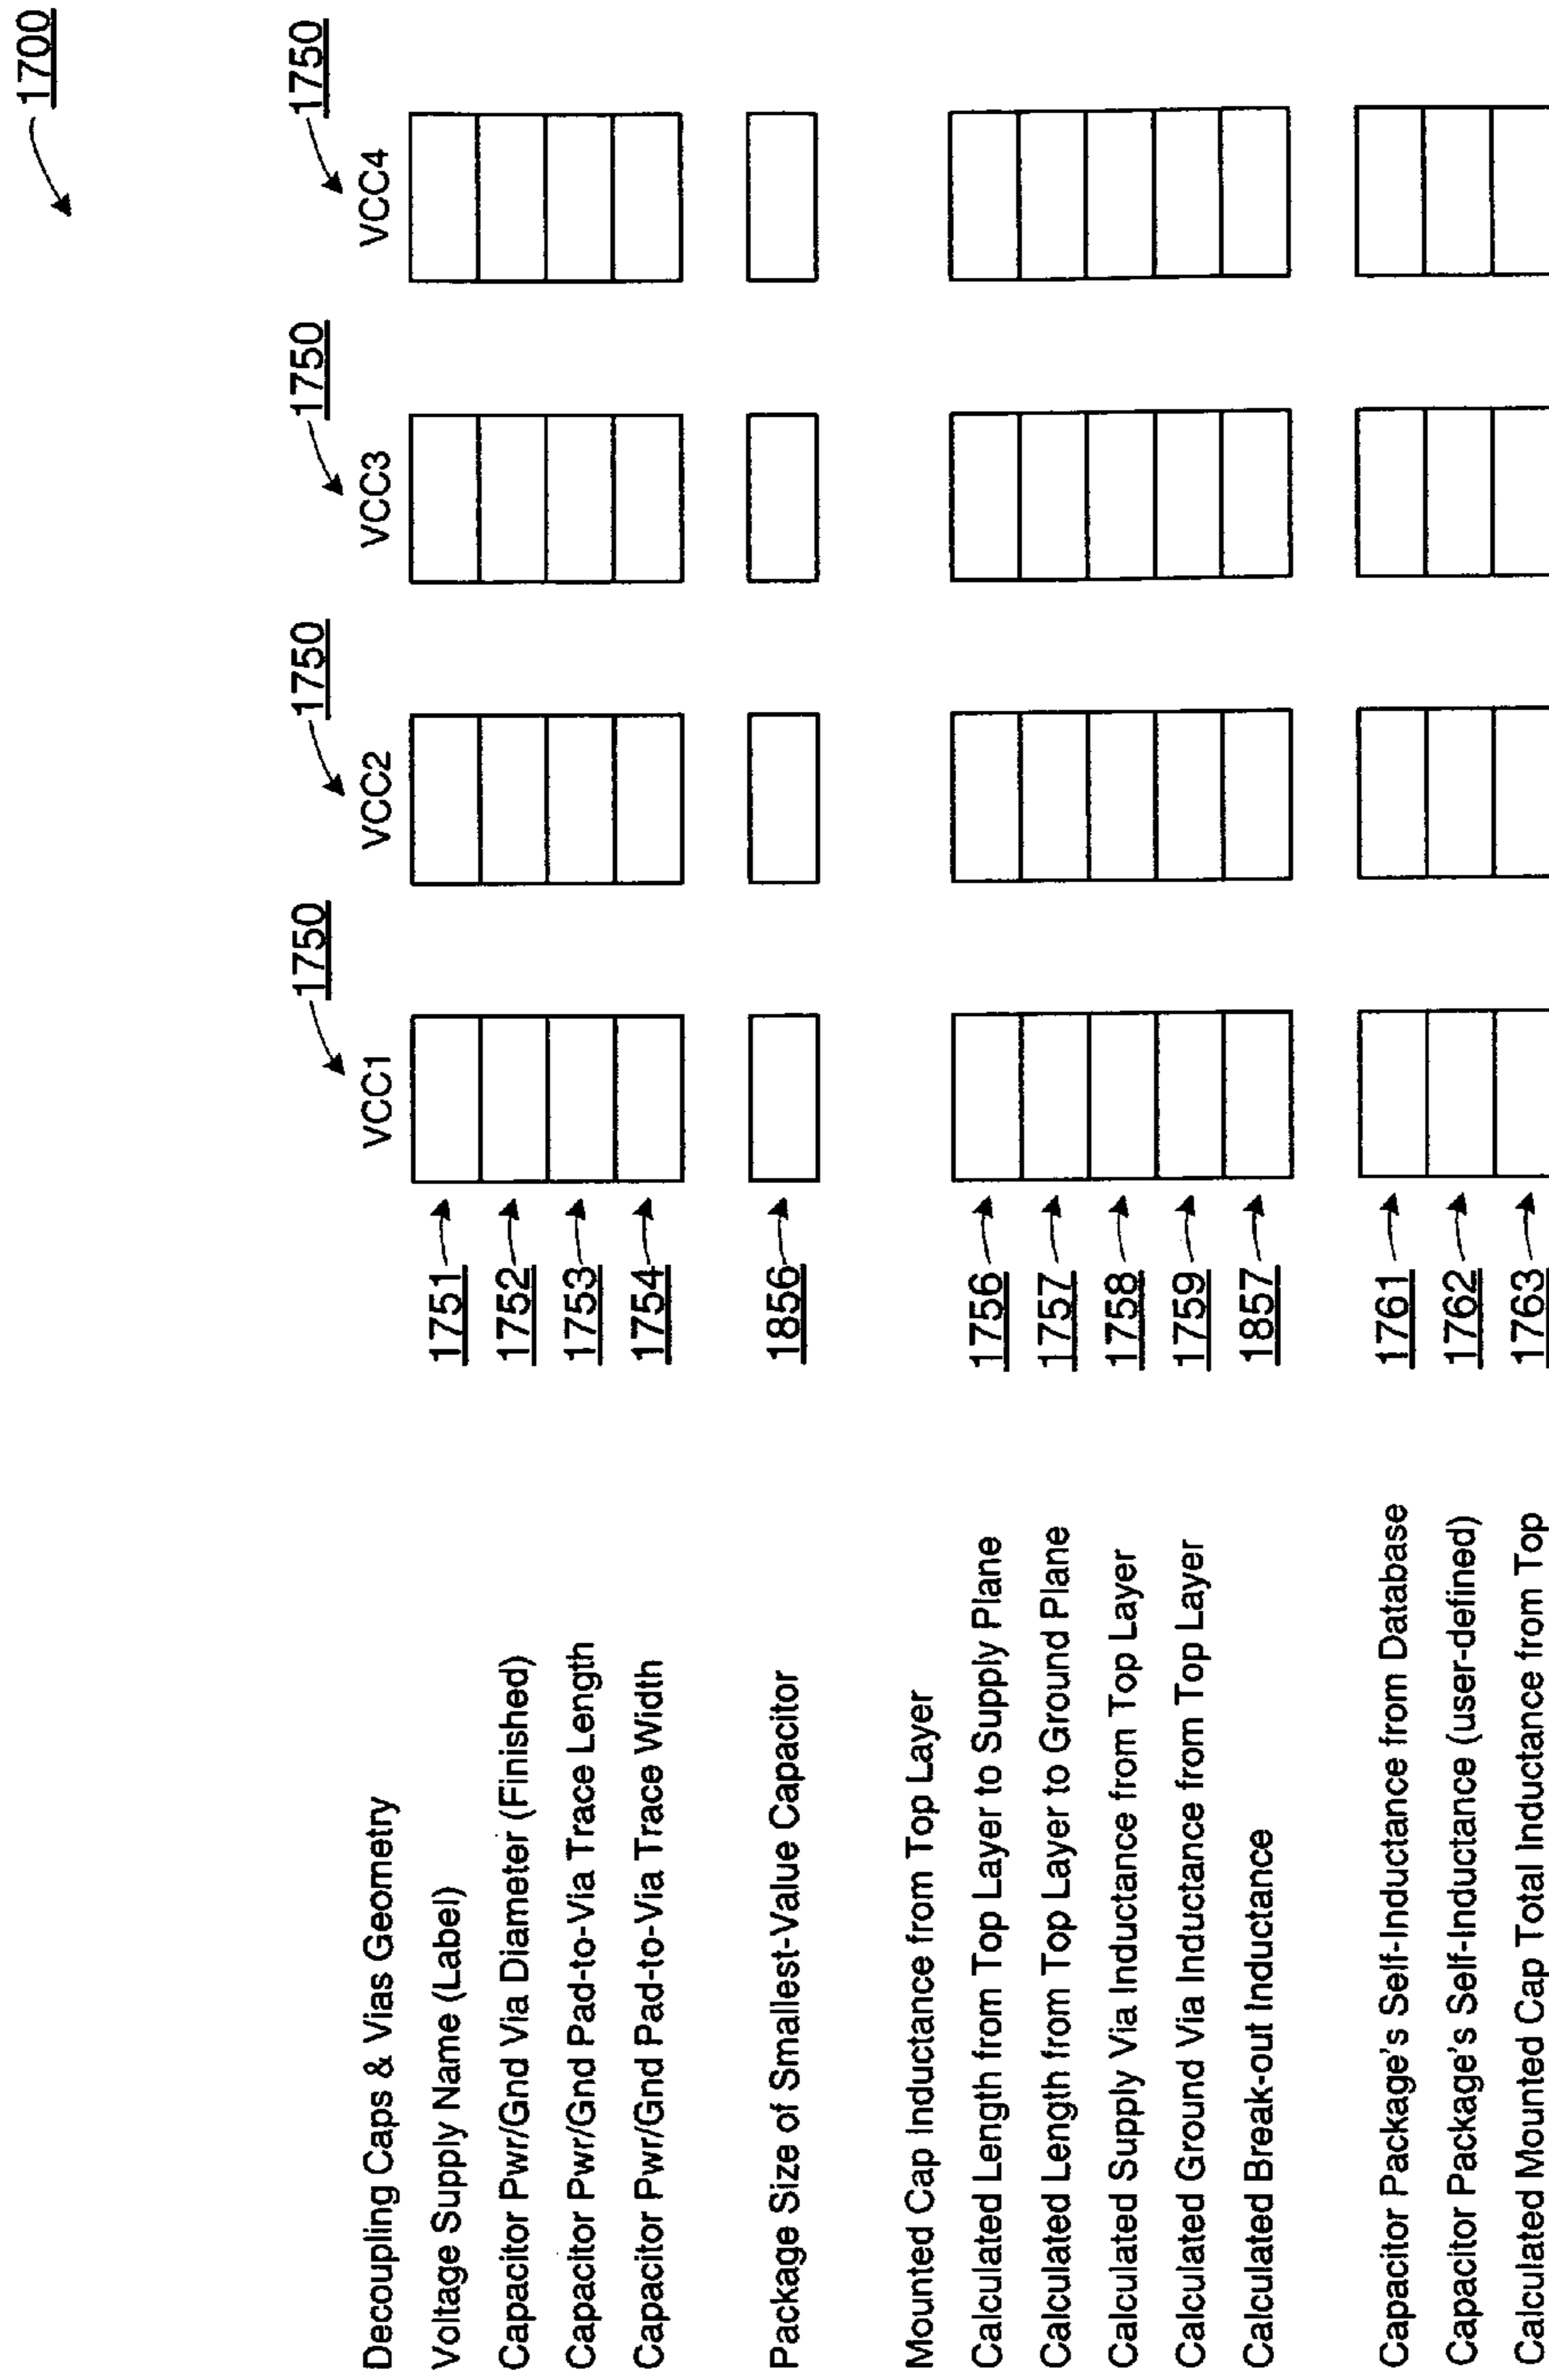 1700
1750 1750 1750 1750
VCC1 VCC2 VCC3 VCC4
Decoupling Caps & Vias Geometry
Voltage Supply Name (Label) 1751
Capacitor Pwr/Gnd Via Diameter (Finished) 1752
Capacitor Pwr/Gnd Pad-to-Via Trace Length 1753
Capacitor Pwr/Gnd Pad-to-Via Trace Width 1754
Package Size of Smallest-Value Capacitor 1856
Mounted Cap Inductance from Top Layer
Calculated Length from Top Layer to Supply Plane 1756
Calculated Length from Top Layer to Ground Plane 1757
Calculated Supply Via Inductance from Top Layer 1758
Calculated Ground Via Inductance from Top Layer 1759
Calculated Break-out Inductance 1857
Capacitor Package's Self-Inductance from Database 1761
Capacitor Package's Self-Inductance (user-defined) 1762
Calculated Mounted Cap Total Inductance from Top 1763